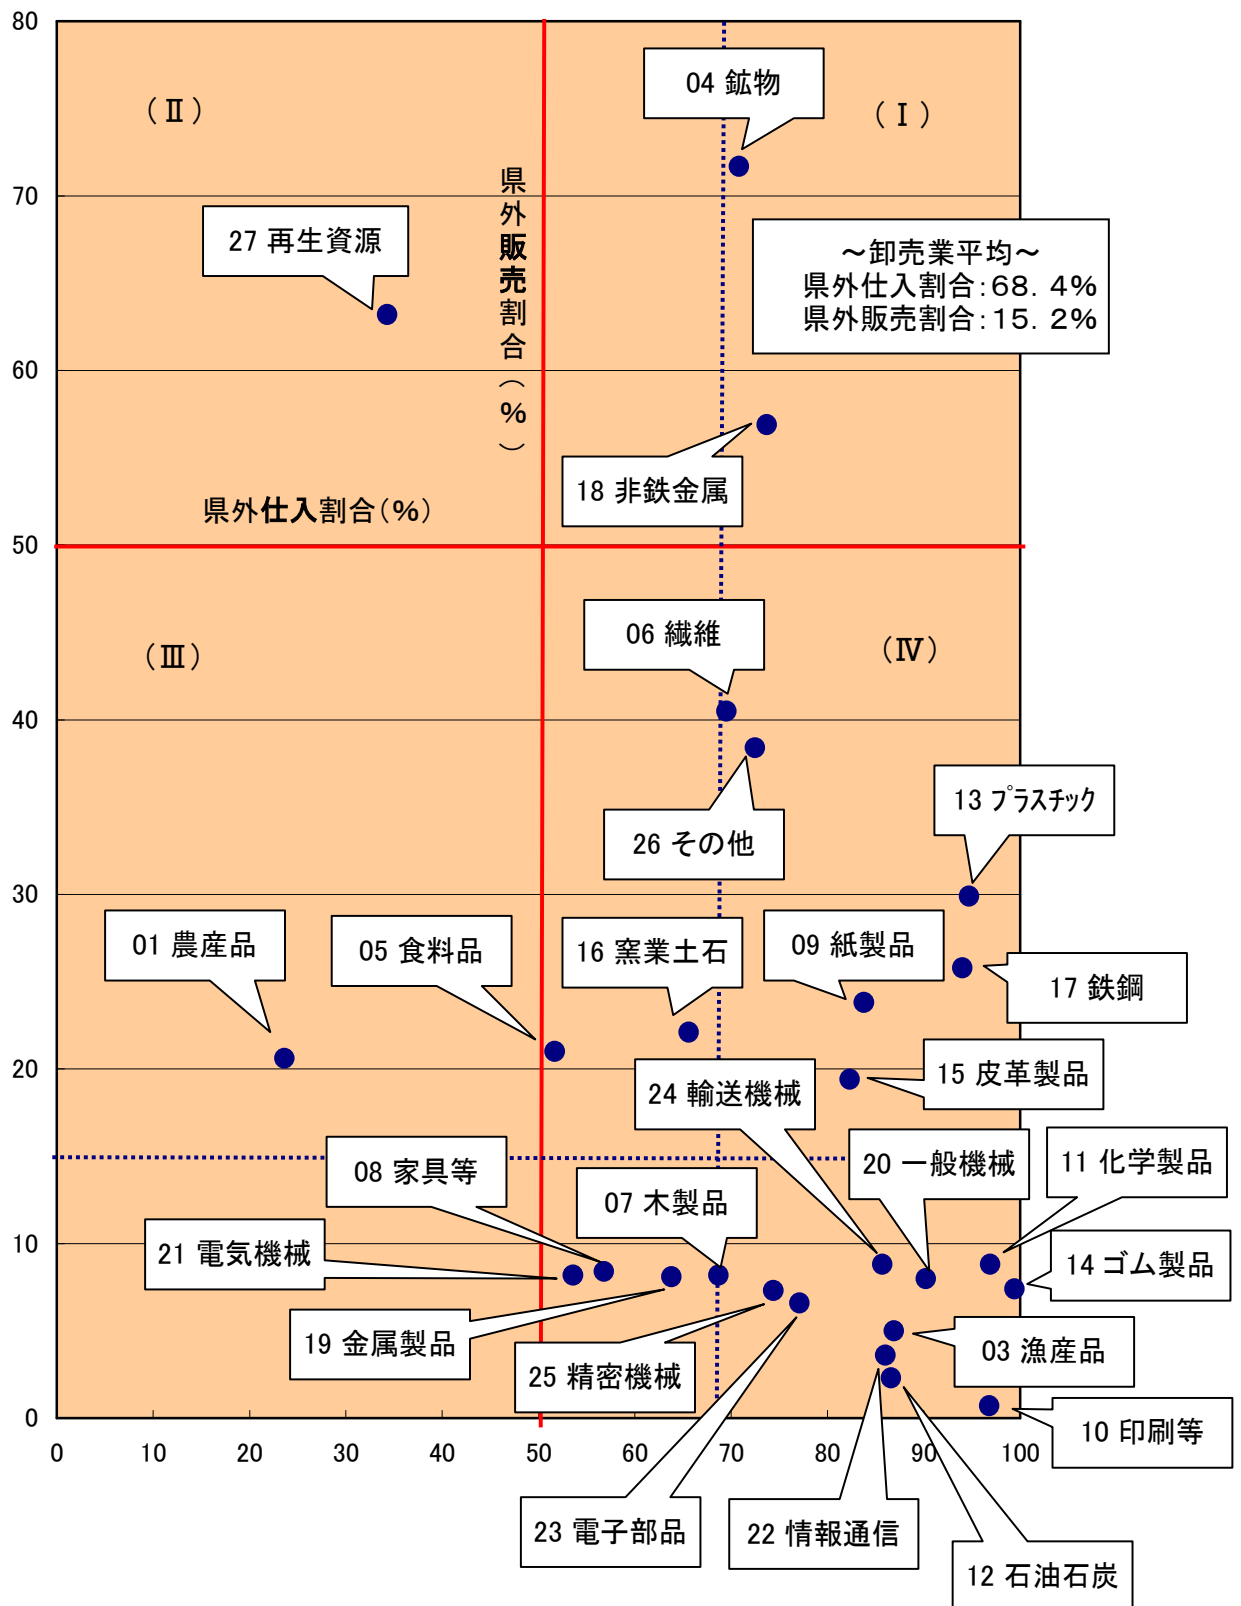 80
04 鉱物
(Ⅱ)
(Ⅰ)
70
県外販売割合(%)
27 再生資源
～卸売業平均～
県外仕入割合:68. 4%
県外販売割合:15. 2%
60
18 非鉄金属
県外仕入割合(%)
50
06 繊維
(Ⅲ)
(Ⅳ)
40
13 プラスチック
26 その他
30
01 農産品
05 食料品
16 窯業土石
09 紙製品
17 鉄鋼
20
24 輸送機械
15 皮革製品
08 家具等
07 木製品
20 一般機械
11 化学製品
10
21 電気機械
14 ゴム製品
19 金属製品
25 精密機械
03 漁産品
10 印刷等
0
0 10 20 30 40 50 60 70 80 90 100
23 電子部品
22 情報通信
12 石油石炭